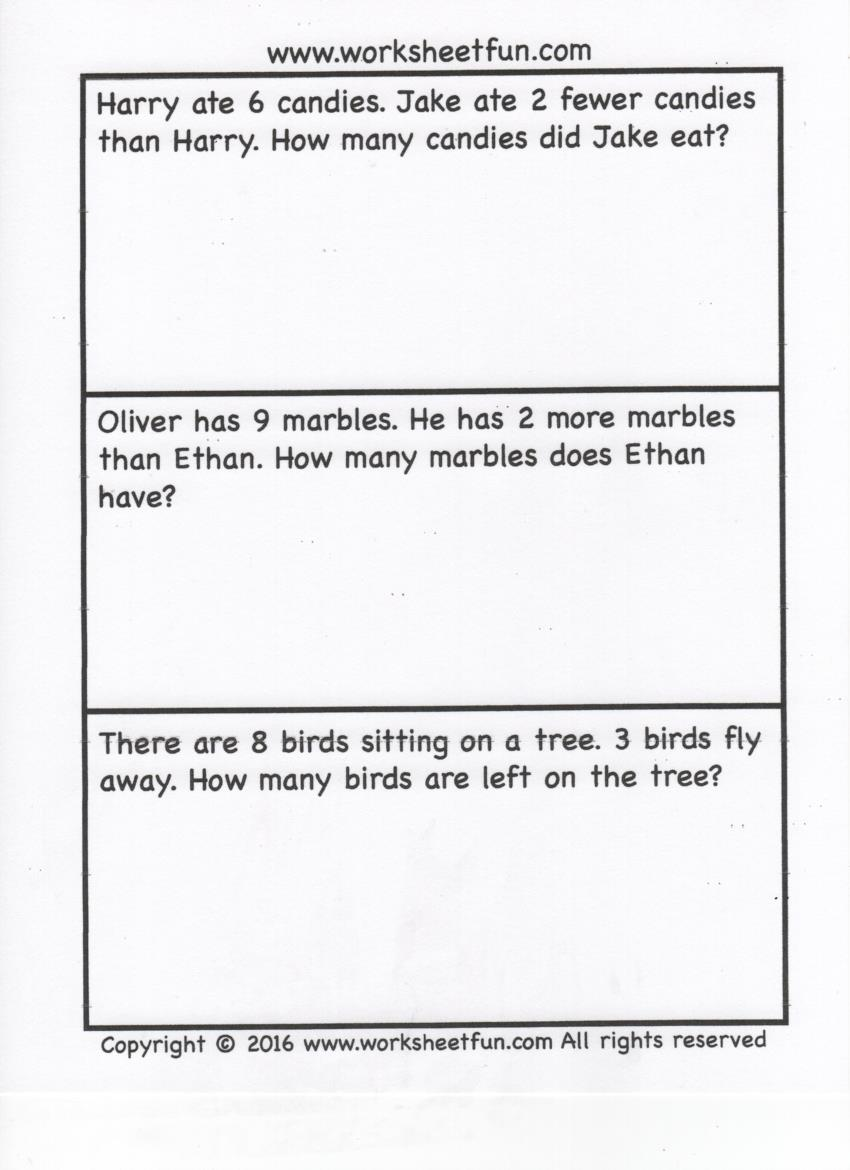 www.worksheetfun.com
Harry ate 6 candies. Jake ate 2 fewer candies
than Harry. How many candies did Jake eat?
Oliver has 9 marbles. He has 2 more marbles
than Ethan. How many marbles does Ethan
have?
There are 8 birds sitting on a tree. 3 birds fly
away. How many birds are left on the tree?
Copyright © 2016 www.worksheetfun.com All rights reserved